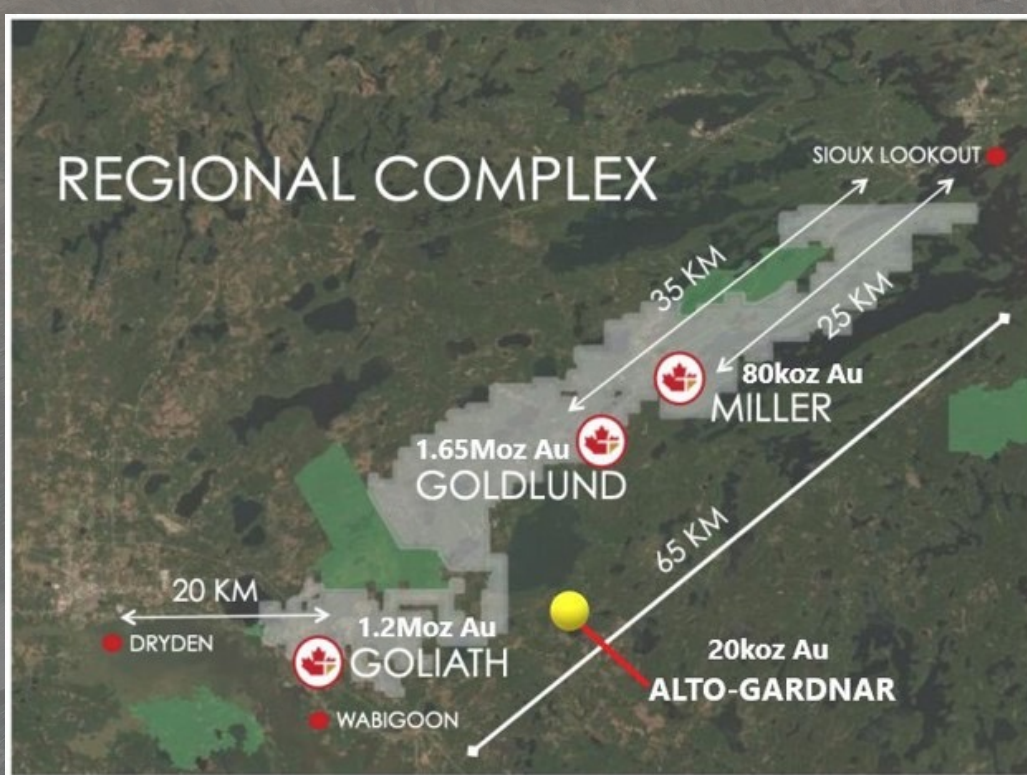 REGIONAL COMPLEX
SIOUX LOOKOUT
35 KM
25 KM
80koz Au
MILLER
1.65Moz Au
GOLDLUND
65 KM
20 KM
DRYDEN
1.2Moz Au
GOLIATH
20koz Au
ALTO-GARDNAR
WABIGOON